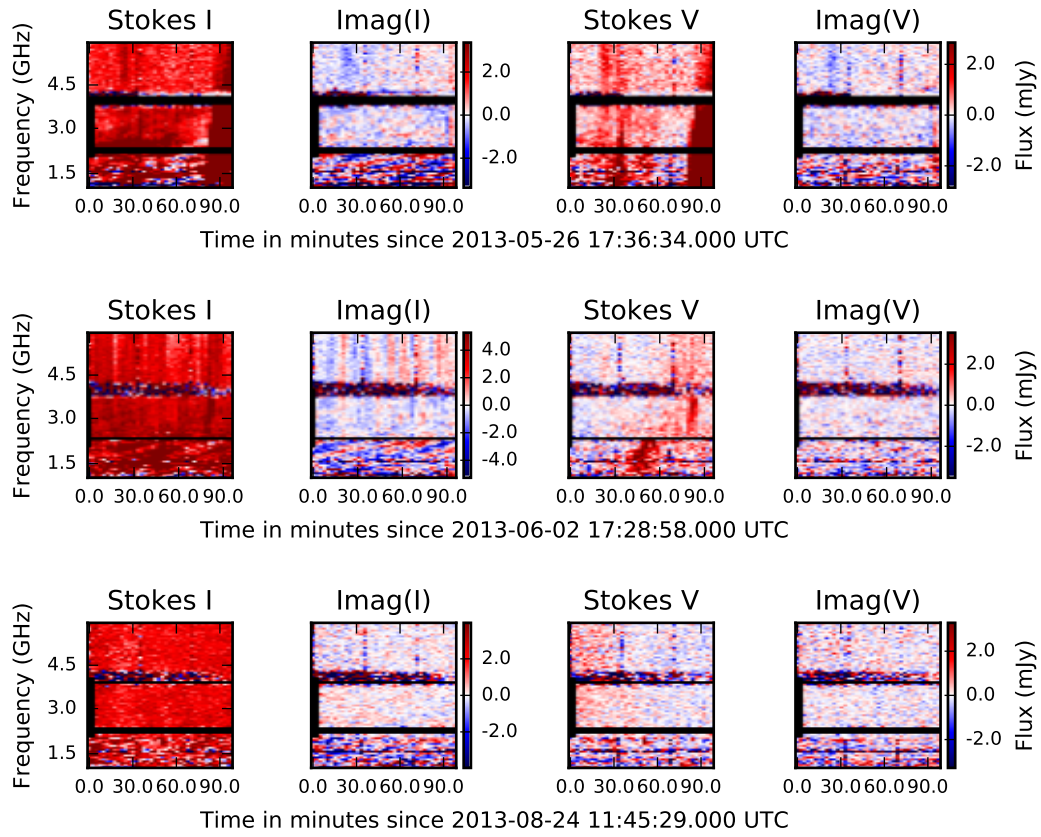 Stokes I Imag(I) Stokes V Imag(V)
Frequency (GHz)
4.5
3.0
1.5
2.0
0.0
-2.0
2.0
0.0
-2.0
Flux (mJy)
0.0 30.0 60.0 90.0 0.0 30.0 60.0 90.0 0.0 30.0 60.0 90.0 0.0 30.0 60.0 90.0
Time in minutes since 2013-05-26 17:36:34.000 UTC
Stokes I Imag(I) Stokes V Imag(V)
Frequency (GHz)
4.5
3.0
1.5
4.0
2.0
0.0
-2.0
-4.0
2.0
0.0
-2.0
Flux (mJy)
0.0 30.0 60.0 90.0 0.0 30.0 60.0 90.0 0.0 30.0 60.0 90.0 0.0 30.0 60.0 90.0
Time in minutes since 2013-06-02 17:28:58.000 UTC
Stokes I Imag(I) Stokes V Imag(V)
Frequency (GHz)
4.5
3.0
1.5
2.0
0.0
-2.0
2.0
0.0
-2.0
Flux (mJy)
0.0 30.0 60.0 90.0 0.0 30.0 60.0 90.0 0.0 30.0 60.0 90.0 0.0 30.0 60.0 90.0
Time in minutes since 2013-08-24 11:45:29.000 UTC